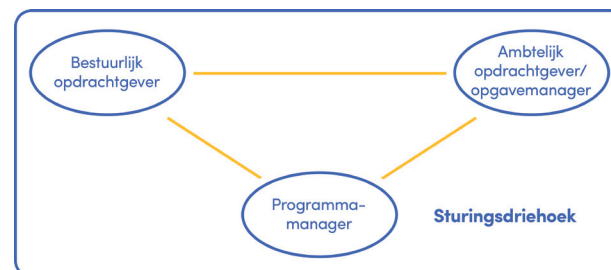 Bestuurlijk
opdrachtgever
Ambtelijk
opdrachtgever/
opgavemanager
Programma-
manager
Sturingsdriehoek